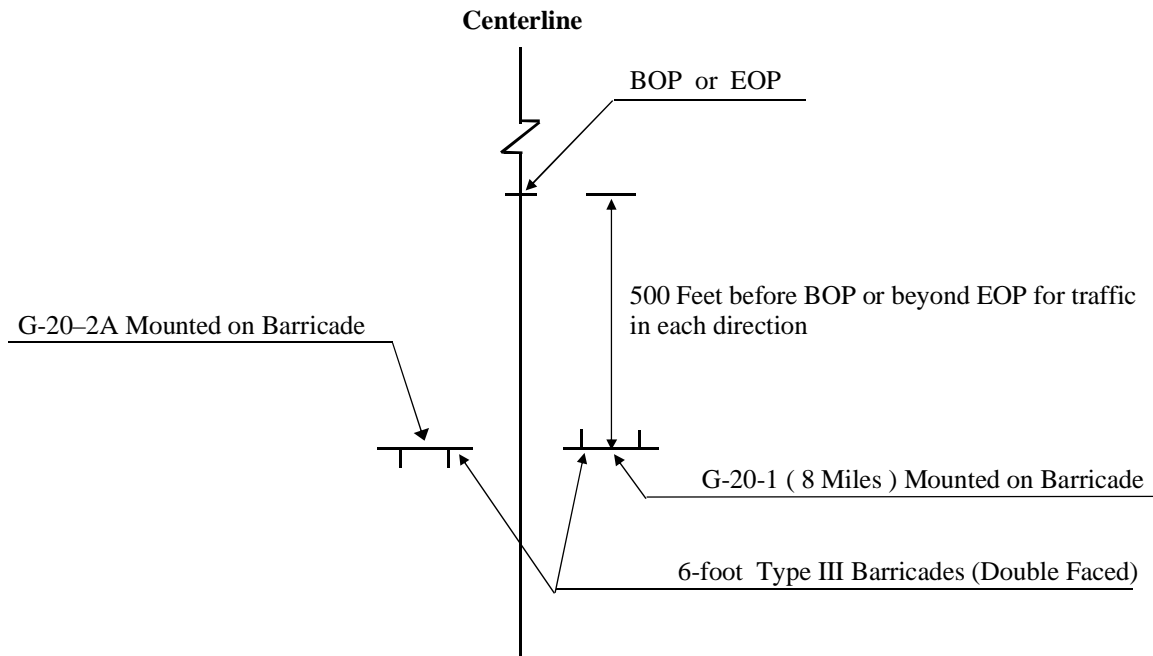 Centerline
BOP or EOP
500 Feet before BOP or beyond EOP for traffic
in each direction
G-20–2A Mounted on Barricade
G-20-1 ( 8 Miles ) Mounted on Barricade
6-foot Type III Barricades (Double Faced)